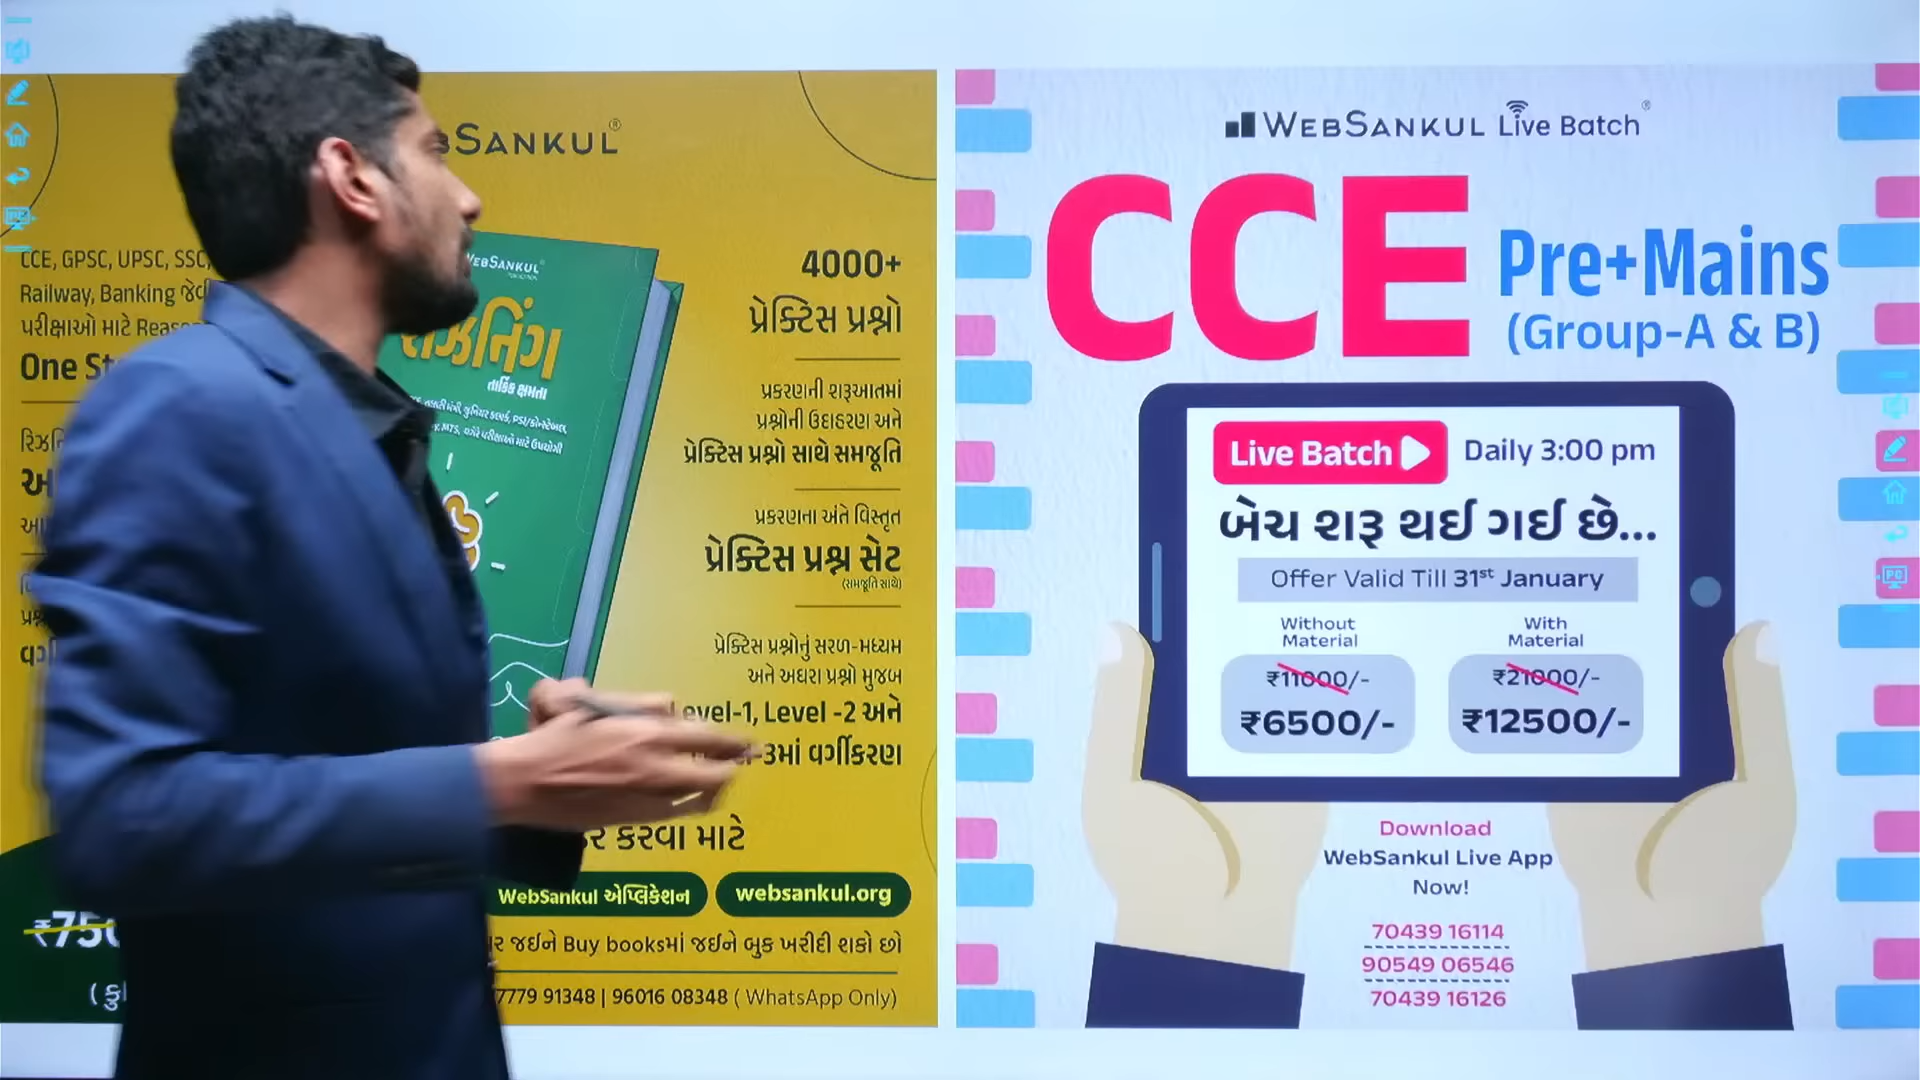 SANKUL®
CCE, GPSC, UPSC, SSC,
Railway, Banking
પરીક્ષાઓ માટે
One
WEBSANKUL
રીઝનિંગ
તાર્કિક ક્ષમતા
4000+
પ્રેક્ટિસ પ્રશ્નો
પ્રકરણની શરૂઆતમાં
પ્રશ્નોની ઉદાહરણ અને
પ્રેક્ટિસ પ્રશ્નો સાથે સમજૂતિ
પ્રકરણના અંતે વિસ્તૃત
પ્રેક્ટિસ પ્રશ્ન સેટ
(સમજૂતિ સાથે)
પ્રેક્ટિસ પ્રશ્નોનું સરળ-મધ્યમ
અને અઘરા પ્રશ્નો મુજબ
Level-1, Level -2 અને
-3માં વર્ગીકરણ
કરવા માટે
WebSankul એપ્લિકેશન
websankul.org
પર જઈને Buy booksમાં જઈને બુક ખરીદી શકો છો
7779 91348 | 96016 08348 ( WhatsApp Only)
WEBSANKUL Live Batch®
CCE Pre+Mains
(Group-A & B)
Live Batch Daily 3:00 pm
બેચ શરૂ થઈ ગઈ છે...
Offer Valid Till 31st January
Without Material
₹11000/-
₹6500/-
With Material
₹21000/-
₹12500/-
Download
WebSankul Live App
Now!
70439 16114
90549 06546
70439 16126